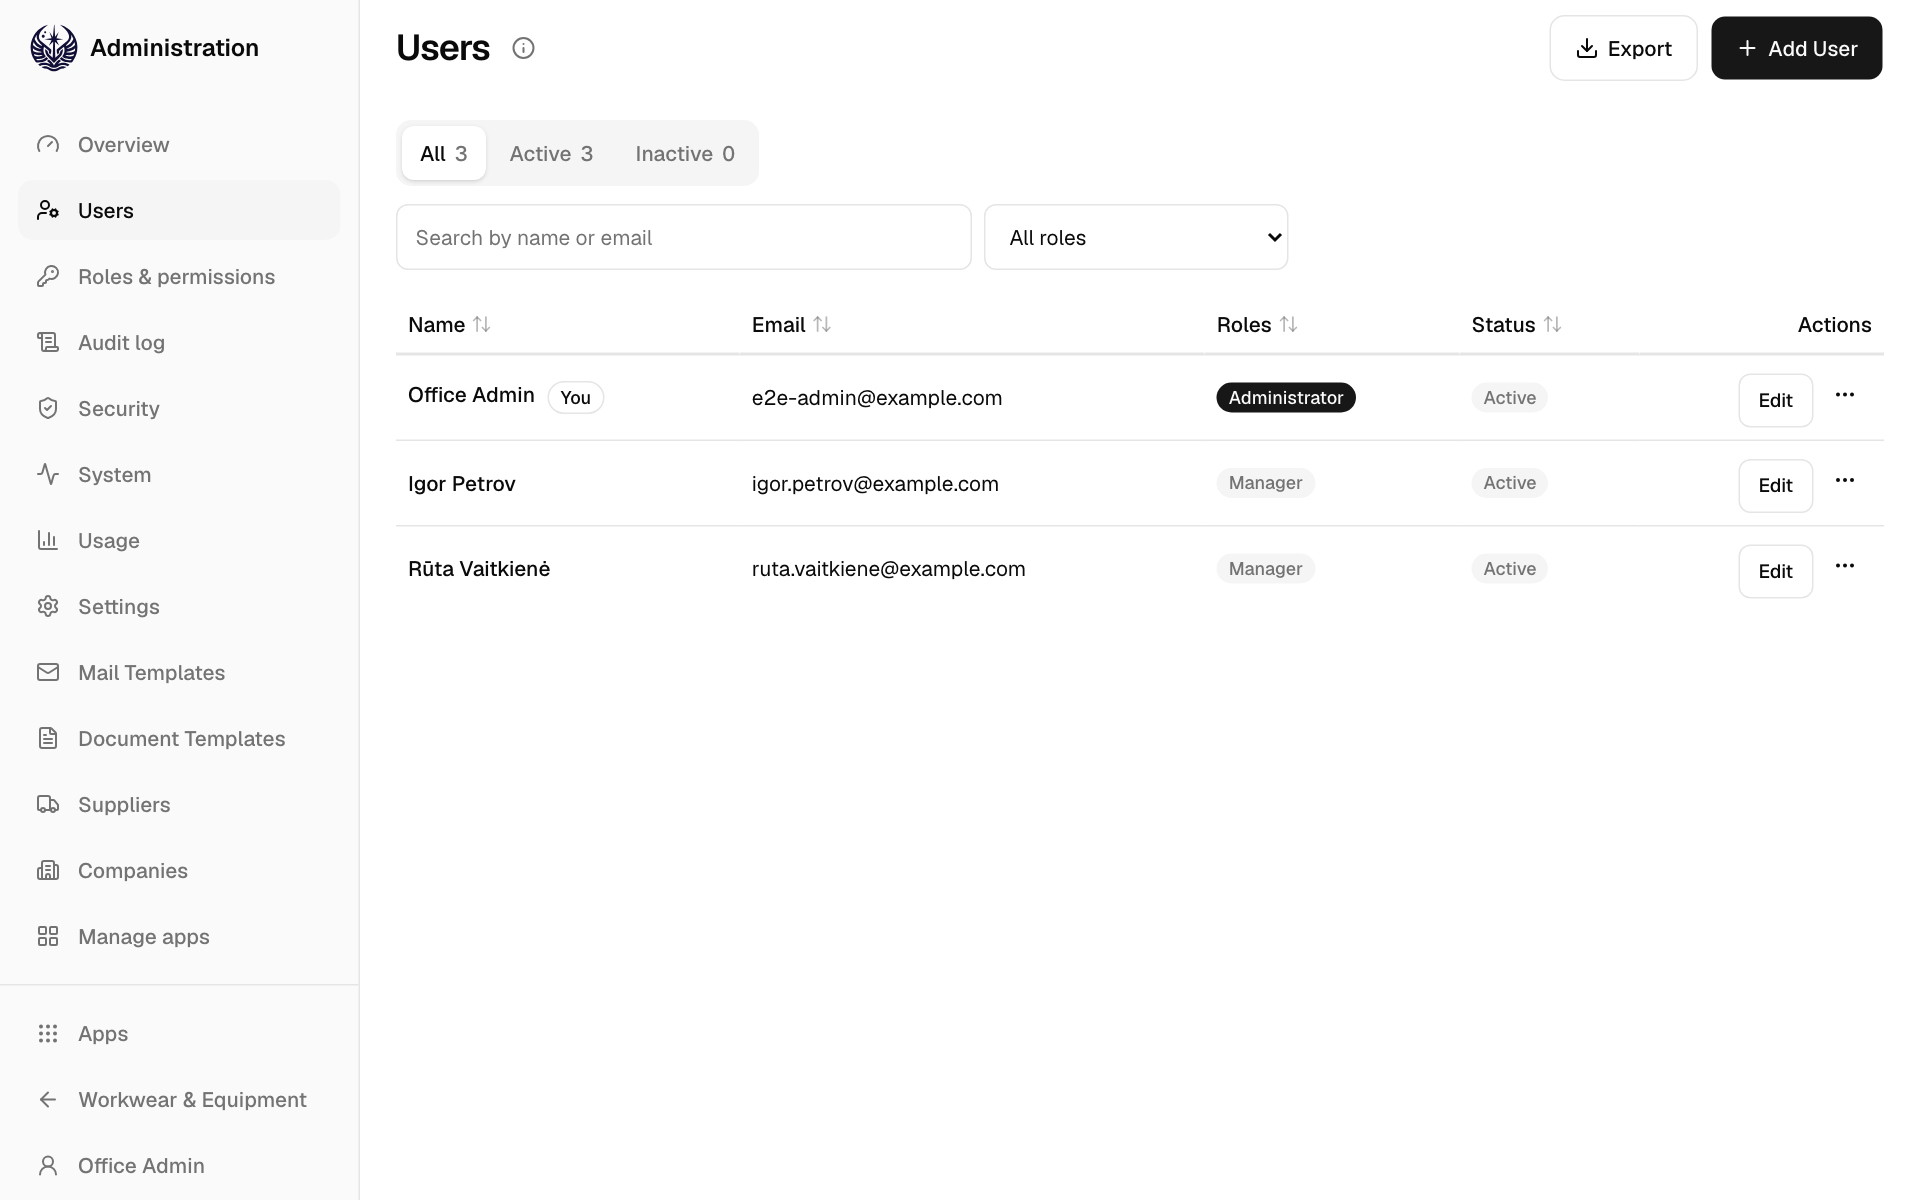 Administration
Overview
Users
Roles & permissions
Audit log
Security
System
Usage
Settings
Mail Templates
Document Templates
Suppliers
Companies
Manage apps
Apps
Workwear & Equipment
Office Admin
Users
Export
Add User
All 3
Active 3
Inactive 0
Search by name or email
All roles
Name Email Roles Status Actions
Office Admin You e2e-admin@example.com Administrator Active Edit
Igor Petrov igor.petrov@example.com Manager Active Edit
Rūta Vaitkienė ruta.vaitkiene@example.com Manager Active Edit